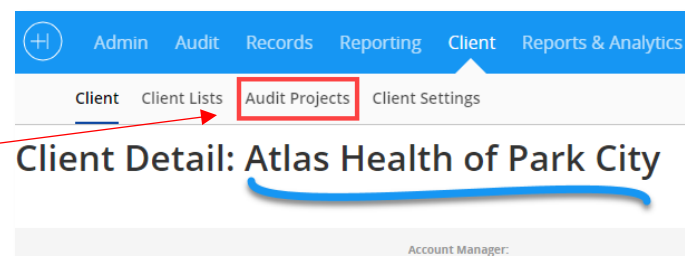 H Admin Audit Records Reporting Client Reports & Analytics
Client Client Lists Audit Projects Client Settings
Client Detail: Atlas Health of Park City
Account Manager: